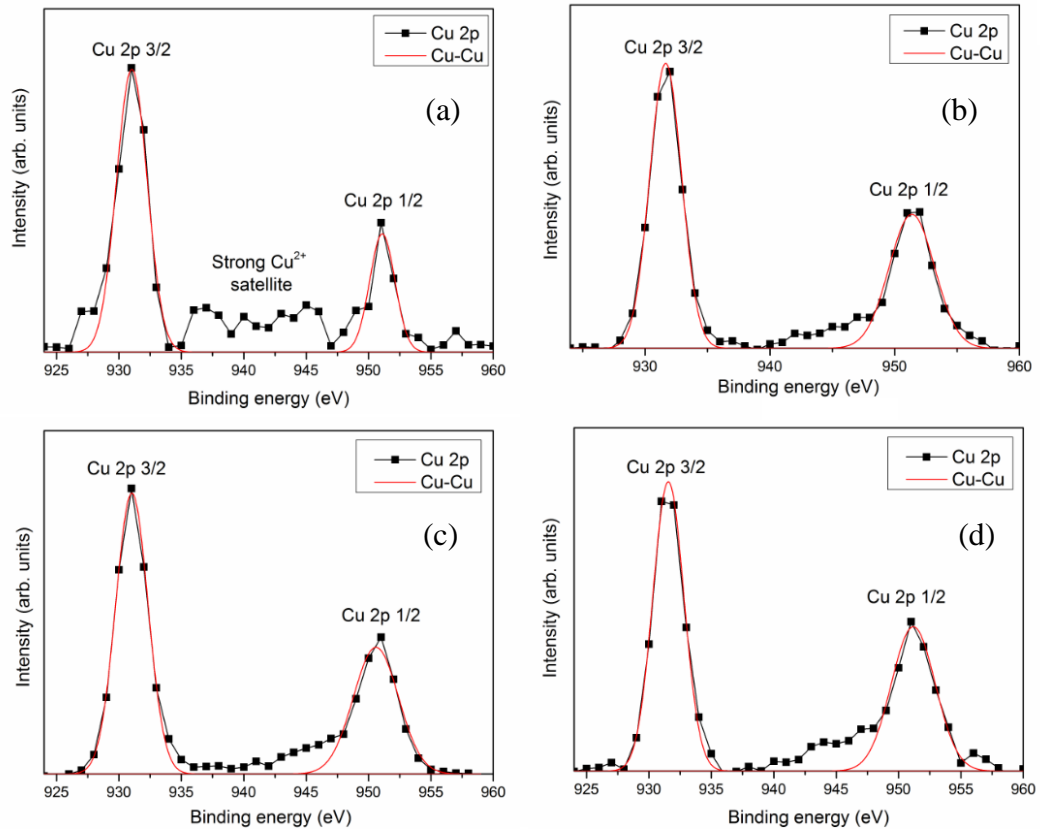 Cu 2p 3/2
Cu 2p
Cu-Cu
(a)
Cu 2p 1/2
Strong Cu²⁺
satellite
Intensity (arb. units)
925 930 935 940 945 950 955 960
Binding energy (eV)
Cu 2p 3/2
Cu 2p
Cu-Cu
(b)
Cu 2p 1/2
Intensity (arb. units)
930 940 950 960
Binding energy (eV)
Cu 2p 3/2
Cu 2p
Cu-Cu
(c)
Cu 2p 1/2
Intensity (arb. units)
925 930 935 940 945 950 955 960
Binding energy (eV)
Cu 2p 3/2
Cu 2p
Cu-Cu
(d)
Cu 2p 1/2
Intensity (arb. units)
925 930 935 940 945 950 955 960
Binding energy (eV)